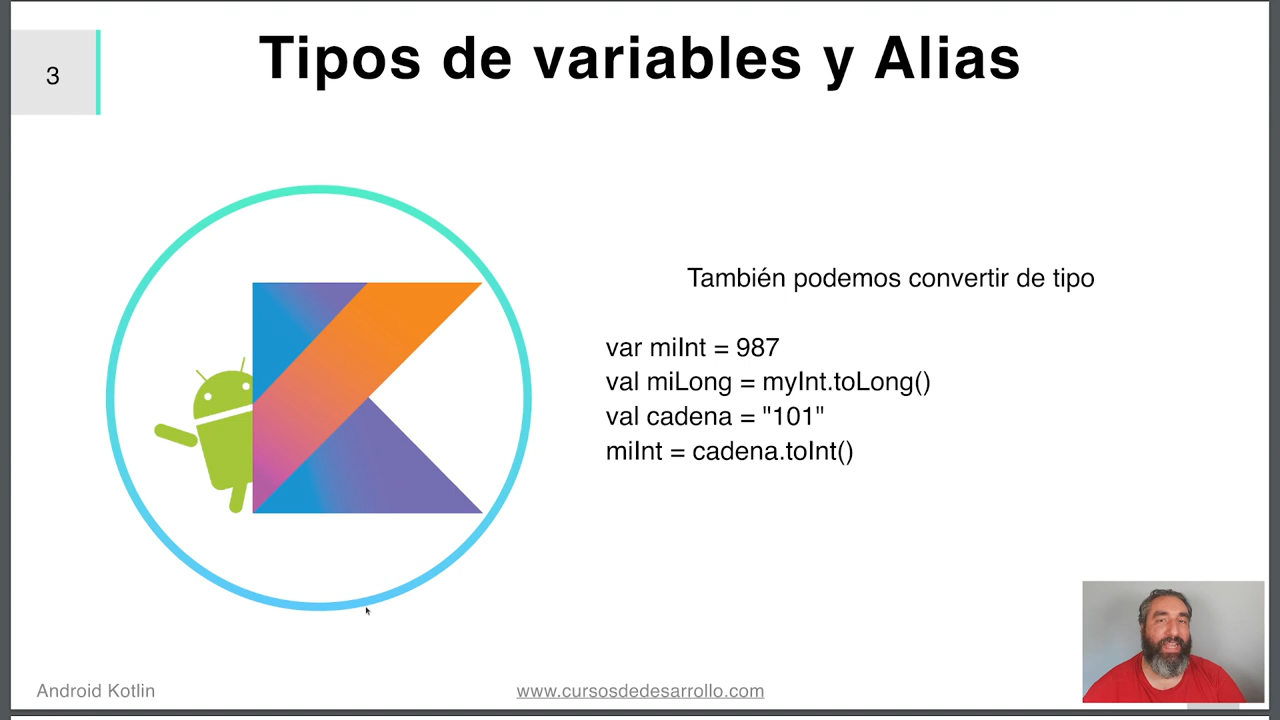 3
Tipos de variables y Alias
También podemos convertir de tipo
var miInt = 987
val miLong = myInt.toLong()
val cadena = "101"
miInt = cadena.toInt()
Android Kotlin
www.cursosdedesarrollo.com